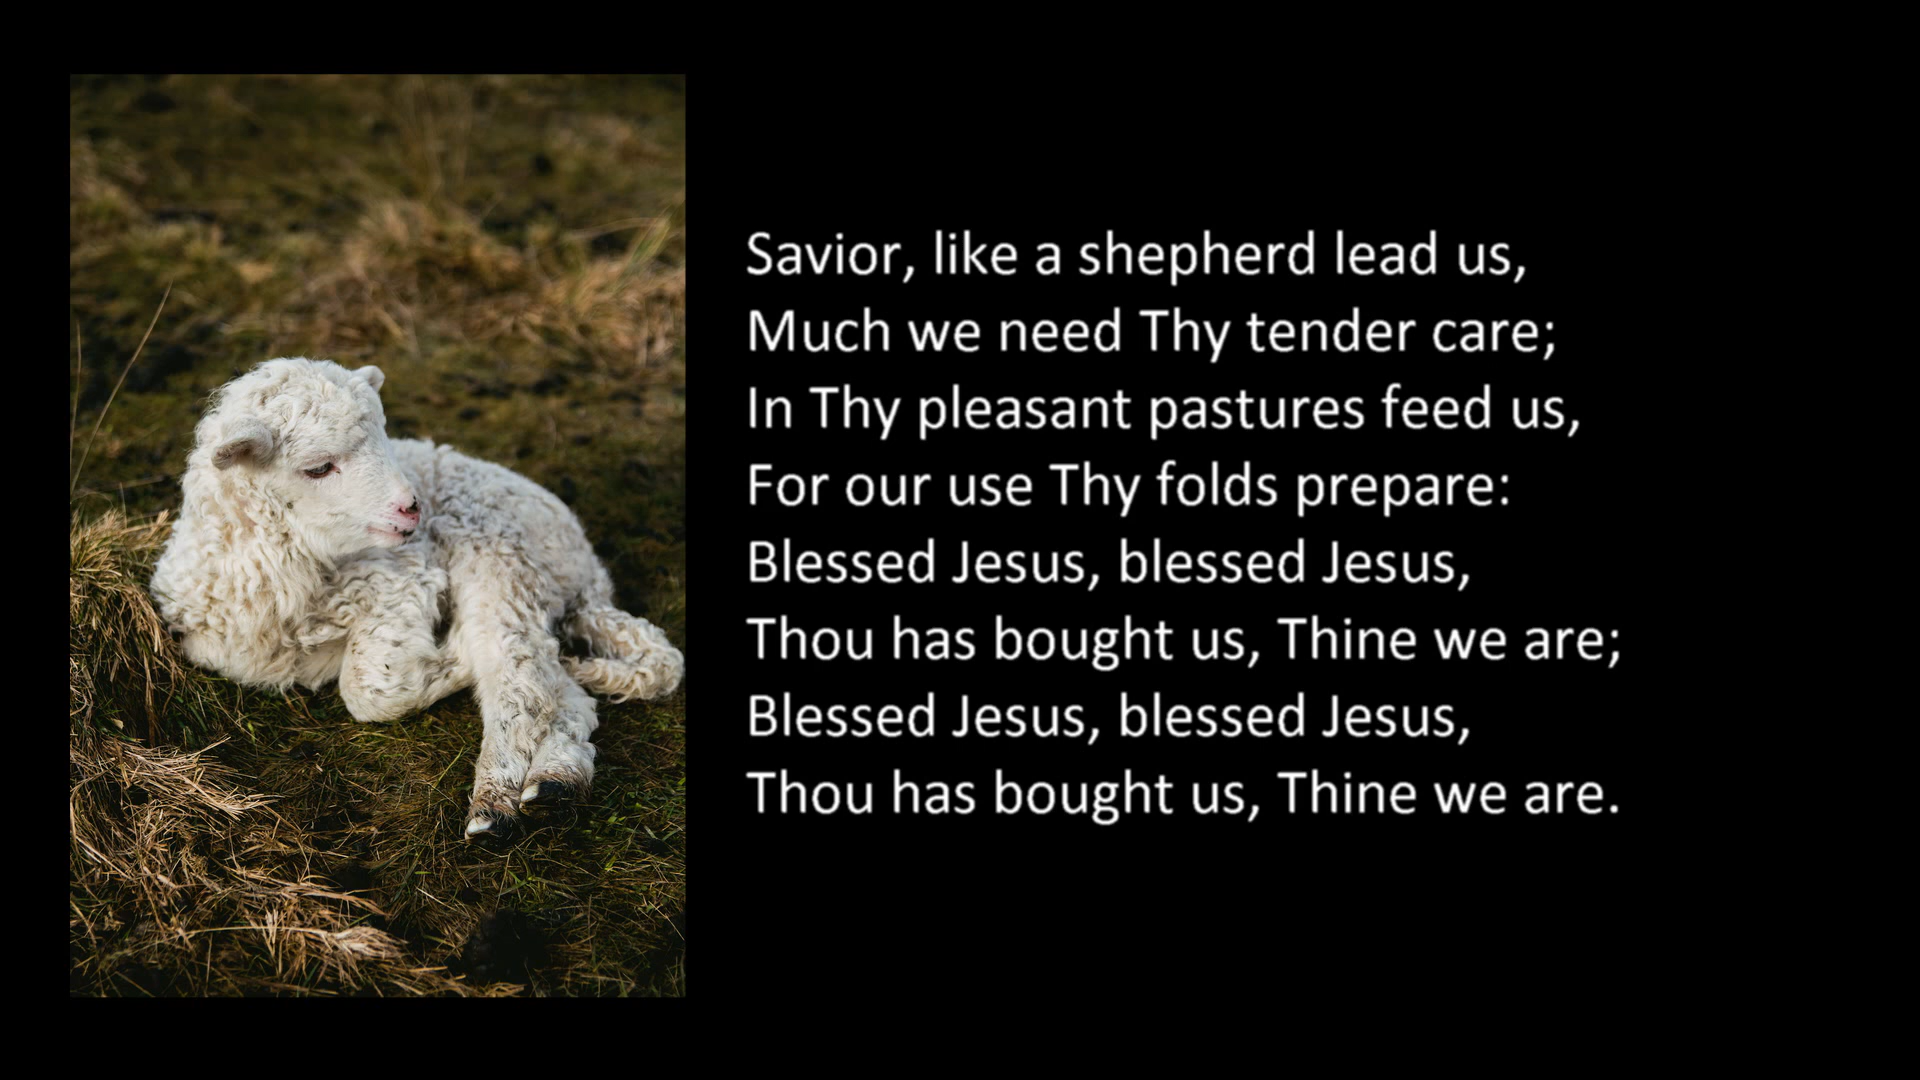 Savior, like a shepherd lead us,
Much we need Thy tender care;
In Thy pleasant pastures feed us,
For our use Thy folds prepare:
Blessed Jesus, blessed Jesus,
Thou has bought us, Thine we are;
Blessed Jesus, blessed Jesus,
Thou has bought us, Thine we are.